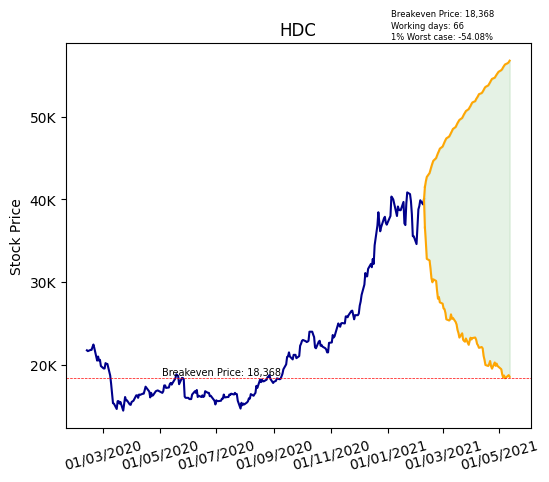 Breakeven Price: 18,368
Working days: 66
1% Worst case: -54.08%
HDC
Stock Price
50K
40K
30K
20K
Breakeven Price: 18,368
01/03/2020
01/05/2020
01/07/2020
01/09/2020
01/11/2020
01/01/2021
01/03/2021
01/05/2021